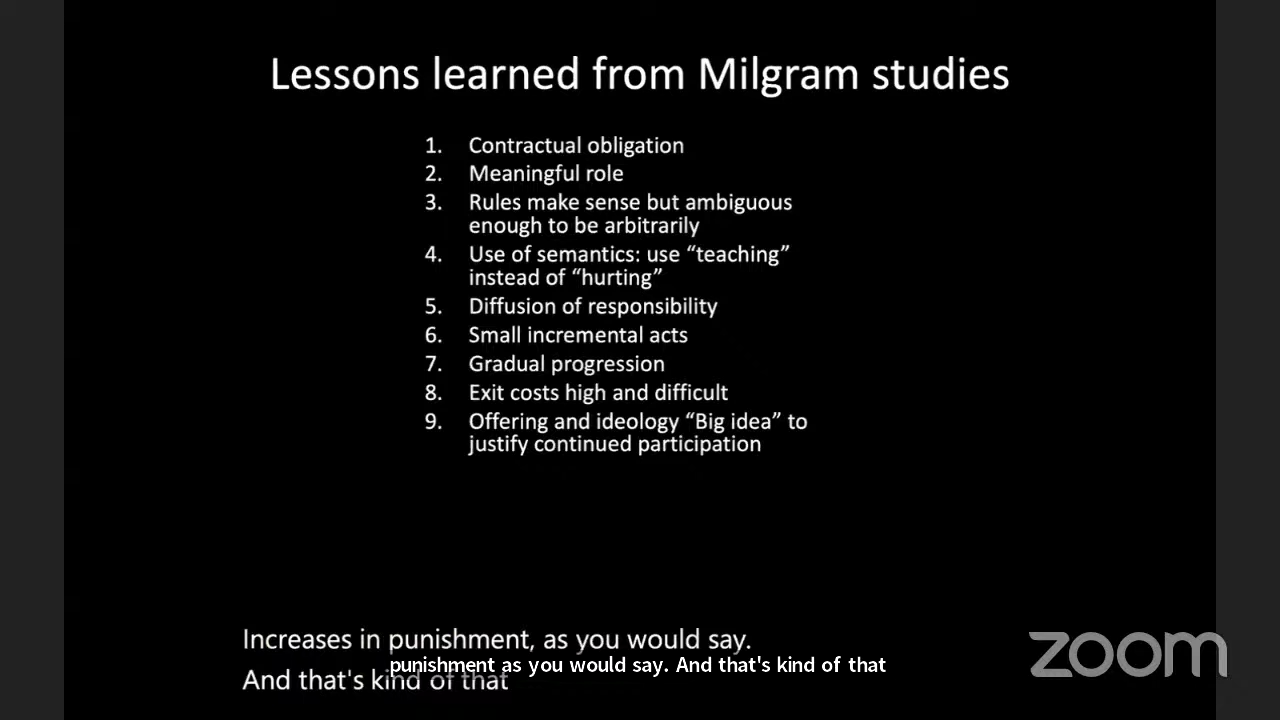 Lessons learned from Milgram studies
1. Contractual obligation
2. Meaningful role
3. Rules make sense but ambiguous
enough to be arbitrarily
4. Use of semantics: use “teaching”
instead of “hurting”
5. Diffusion of responsibility
6. Small incremental acts
7. Gradual progression
8. Exit costs high and difficult
9. Offering and ideology “Big idea” to
justify continued participation
Increases in punishment, as you would say.
punishment as you would say. And that's kind of that
And that's kind of that
zoom